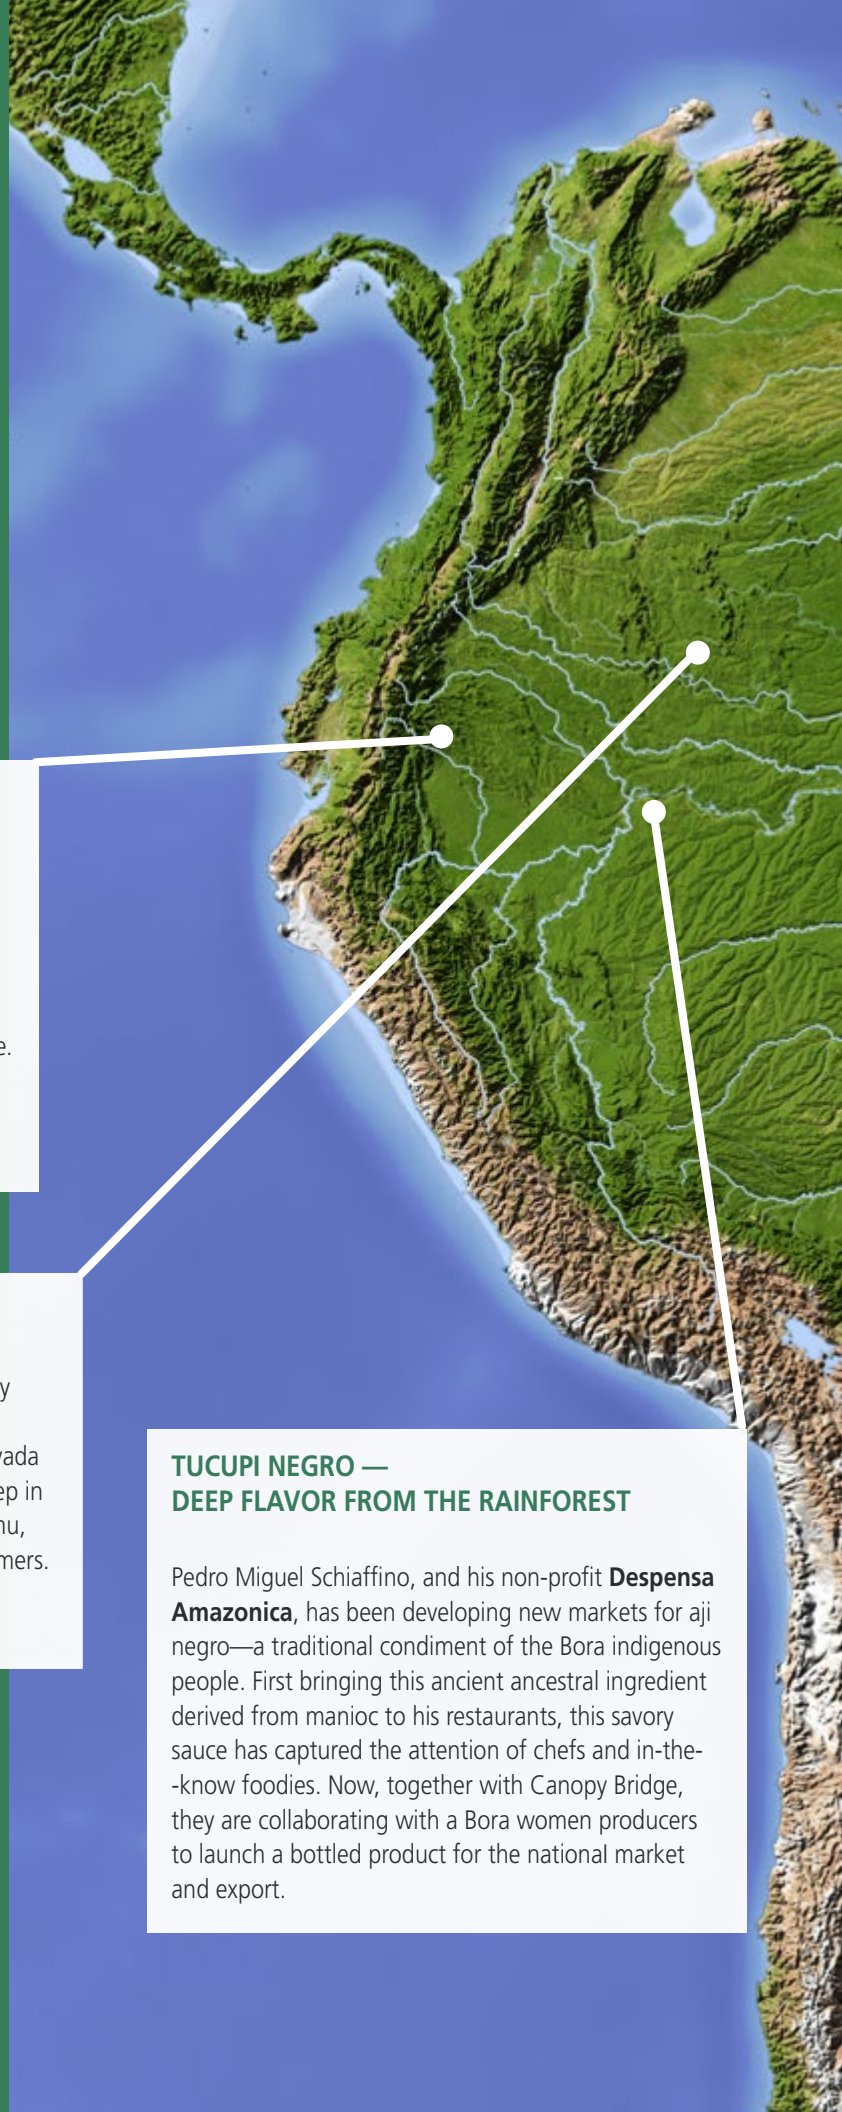 e.
y
ep in
mers.
TUCUPI NEGRO —
DEEP FLAVOR FROM THE RAINFOREST
Pedro Miguel Schiaffino, and his non-profit Despensa
Amazonica, has been developing new markets for aji
negro—a traditional condiment of the Bora indigenous
people. First bringing this ancient ancestral ingredient
derived from manioc to his restaurants, this savory
sauce has captured the attention of chefs and in-the-
-know foodies. Now, together with Canopy Bridge,
they are collaborating with a Bora women producers
to launch a bottled product for the national market
and export.